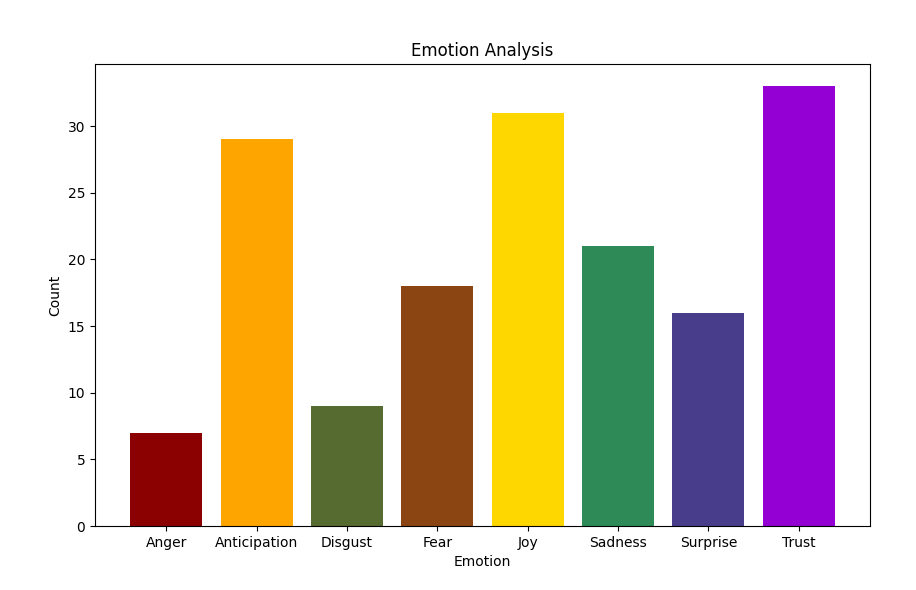 Emotion Analysis
30
25
20
15
10
5
0
Count
Anger Anticipation Disgust Fear Joy Sadness Surprise Trust
Emotion